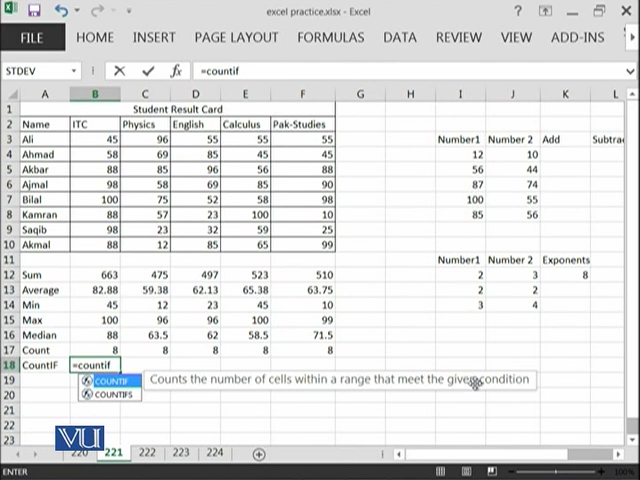 excel practice.xlsx - Excel
FILE HOME INSERT PAGE LAYOUT FORMULAS DATA REVIEW VIEW ADD-INS
STDEV =countif
A B C D E F G H I J K L
1 Student Result Card
2 Name ITC Physics English Calculus Pak-Studies
3 Ali 45 96 55 55 55 Number1 Number 2 Add Subtra
4 Ahmad 58 69 85 45 45 12 10
5 Akbar 88 85 96 56 88 56 44
6 Ajmal 98 58 69 85 90 87 74
7 Bilal 100 75 52 58 98 100 55
8 Kamran 88 57 23 100 10 85 56
9 Saqib 98 23 32 59 25
10 Akmal 88 12 85 65 99
11 Number1 Number 2 Exponents
12 Sum 663 475 497 523 510 2 3 8
13 Average 82.88 59.38 62.13 65.38 63.75 2 2
14 Min 45 12 23 45 10 3 4
15 Max 100 96 96 100 99
16 Median 88 63.5 62 58.5 71.5
17 Count 8 8 8 8 8
18 CountIF =countif
19 COUNTIF Counts the number of cells within a range that meet the given condition
20 COUNTIFS
21
22
23
VU
220 221 222 223 224
ENTER 100%